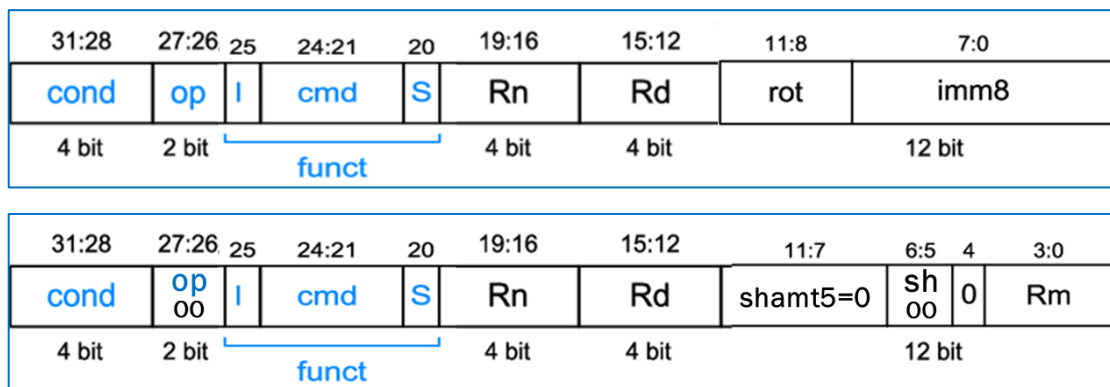 31:28 27:26 25 24:21 20 19:16 15:12 11:8 7:0
cond op I cmd S Rn Rd rot imm8
4 bit 2 bit 4 bit 4 bit 12 bit
funct
31:28 27:26 25 24:21 20 19:16 15:12 11:7 6:5 4 3:0
cond op I cmd S Rn Rd shamt5=0 sh 0 Rm
00 00
4 bit 2 bit 4 bit 4 bit 12 bit
funct